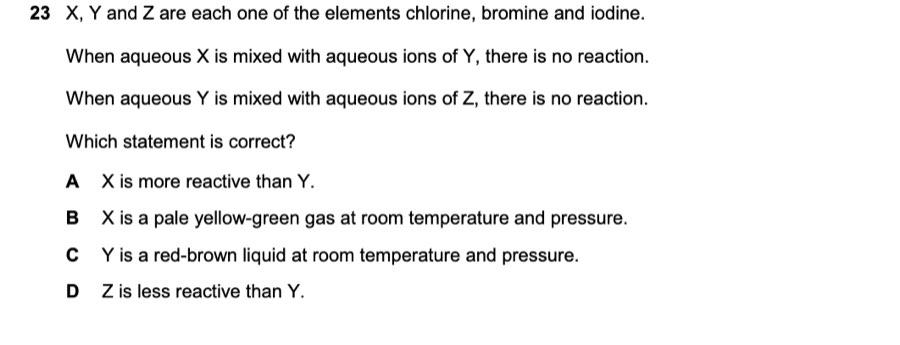 23 X, Y and Z are each one of the elements chlorine, bromine and iodine.
When aqueous X is mixed with aqueous ions of Y, there is no reaction.
When aqueous Y is mixed with aqueous ions of Z, there is no reaction.
Which statement is correct?
A X is more reactive than Y.
B X is a pale yellow-green gas at room temperature and pressure.
C Y is a red-brown liquid at room temperature and pressure.
D Z is less reactive than Y.